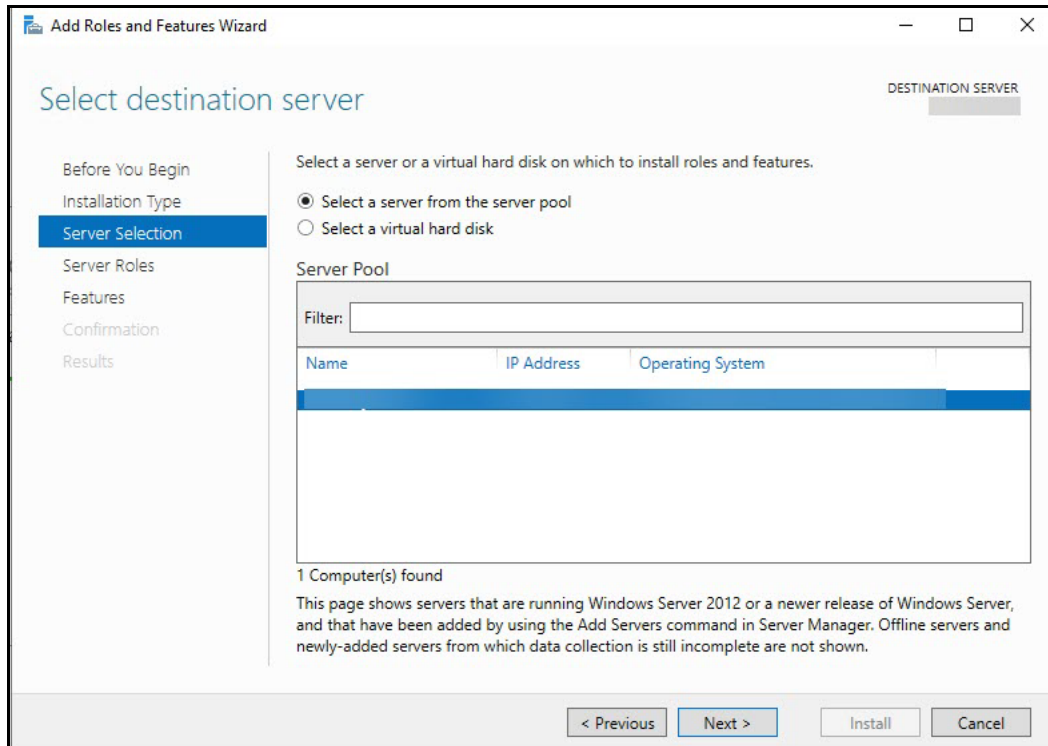 Add Roles and Features Wizard
Select destination server
DESTINATION SERVER
Before You Begin
Installation Type
Server Selection
Server Roles
Features
Confirmation
Results
Select a server or a virtual hard disk on which to install roles and features.
Select a server from the server pool
Select a virtual hard disk
Server Pool
Filter:
Name IP Address Operating System
1 Computer(s) found
This page shows servers that are running Windows Server 2012 or a newer release of Windows Server,
and that have been added by using the Add Servers command in Server Manager. Offline servers and
newly-added servers from which data collection is still incomplete are not shown.
< Previous Next > Install Cancel